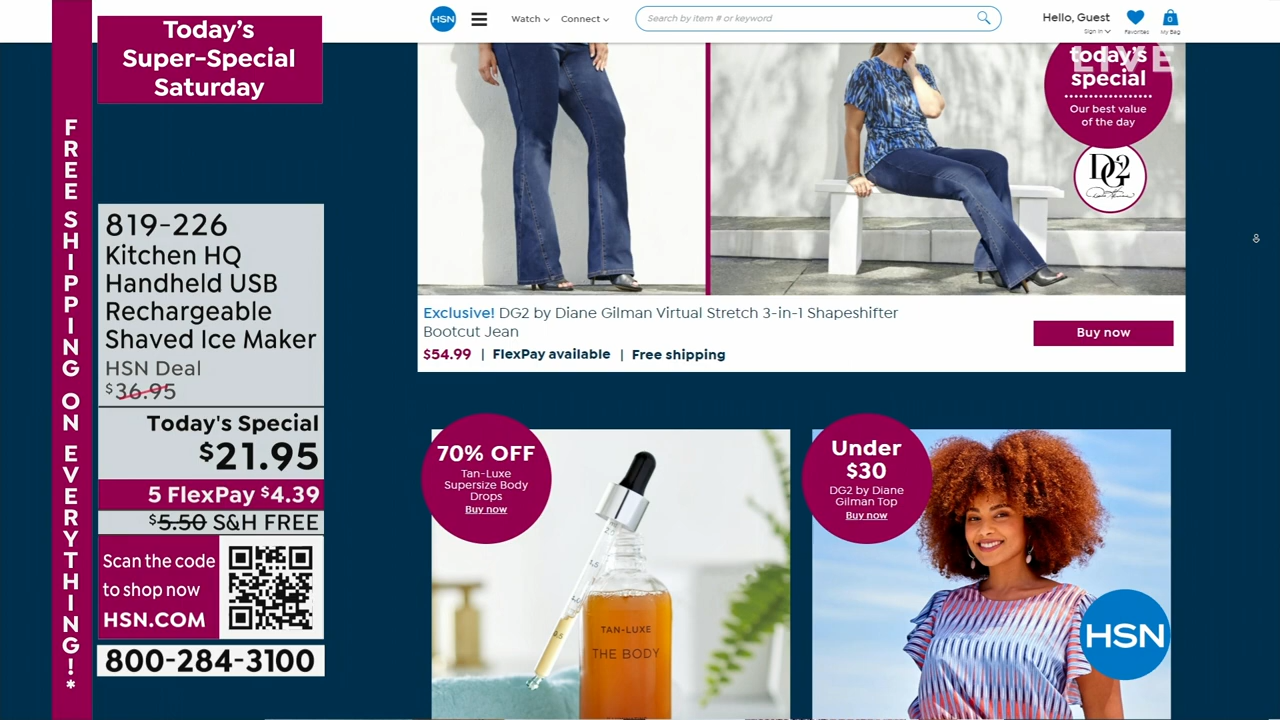 Today's
Super-Special
Saturday
FREE SHIPPING ON EVERYTHING!*
819-226
Kitchen HQ
Handheld USB
Rechargeable
Shaved Ice Maker
HSN Deal
$36.95
Today's Special
$21.95
5 FlexPay $4.39
$5.50 S&H FREE
Scan the code
to shop now
HSN.COM
800-284-3100
HSN
Watch
Connect
Search by item # or keyword
Hello, Guest
Sign In
Favorites
0
My Bag
LIVE
today's
special
Our best value
of the day
DG2
Exclusive! DG2 by Diane Gilman Virtual Stretch 3-in-1 Shapeshifter
Bootcut Jean
$54.99 | FlexPay available | Free shipping
Buy now
70% OFF
Tan-Luxe
Supersize Body
Drops
Buy now
TAN-LUXE
THE BODY
Under
$30
DG2 by Diane
Gilman Top
Buy now
HSN